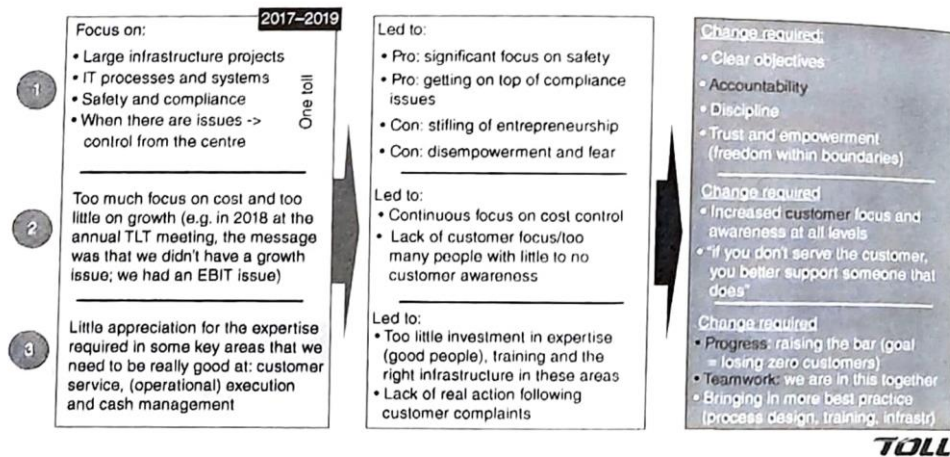 2017–2019
1
Focus on:
• Large infrastructure projects
• IT processes and systems
• Safety and compliance
• When there are issues ->
control from the centre
One toll
Led to:
• Pro: significant focus on safety
• Pro: getting on top of compliance
issues
• Con: stifling of entrepreneurship
• Con: disempowerment and fear
Change required:
• Clear objectives
• Accountability
• Discipline
• Trust and empowerment
(freedom within boundaries)
2
Too much focus on cost and too
little on growth (e.g. in 2018 at the
annual TLT meeting, the message
was that we didn't have a growth
issue; we had an EBIT issue)
Led to:
• Continuous focus on cost control
• Lack of customer focus/too
many people with little to no
customer awareness
Change required
• Increased customer focus and
awareness at all levels
• "if you don't serve the customer,
you better support someone that
does"
3
Little appreciation for the expertise
required in some key areas that we
need to be really good at: customer
service, (operational) execution
and cash management
Led to:
• Too little investment in expertise
(good people), training and the
right infrastructure in these areas
• Lack of real action following
customer complaints
Change required
• Progress: raising the bar (goal
= losing zero customers)
• Teamwork: we are in this together
• Bringing in more best practice
(process design, training, infrastr)
TOLL